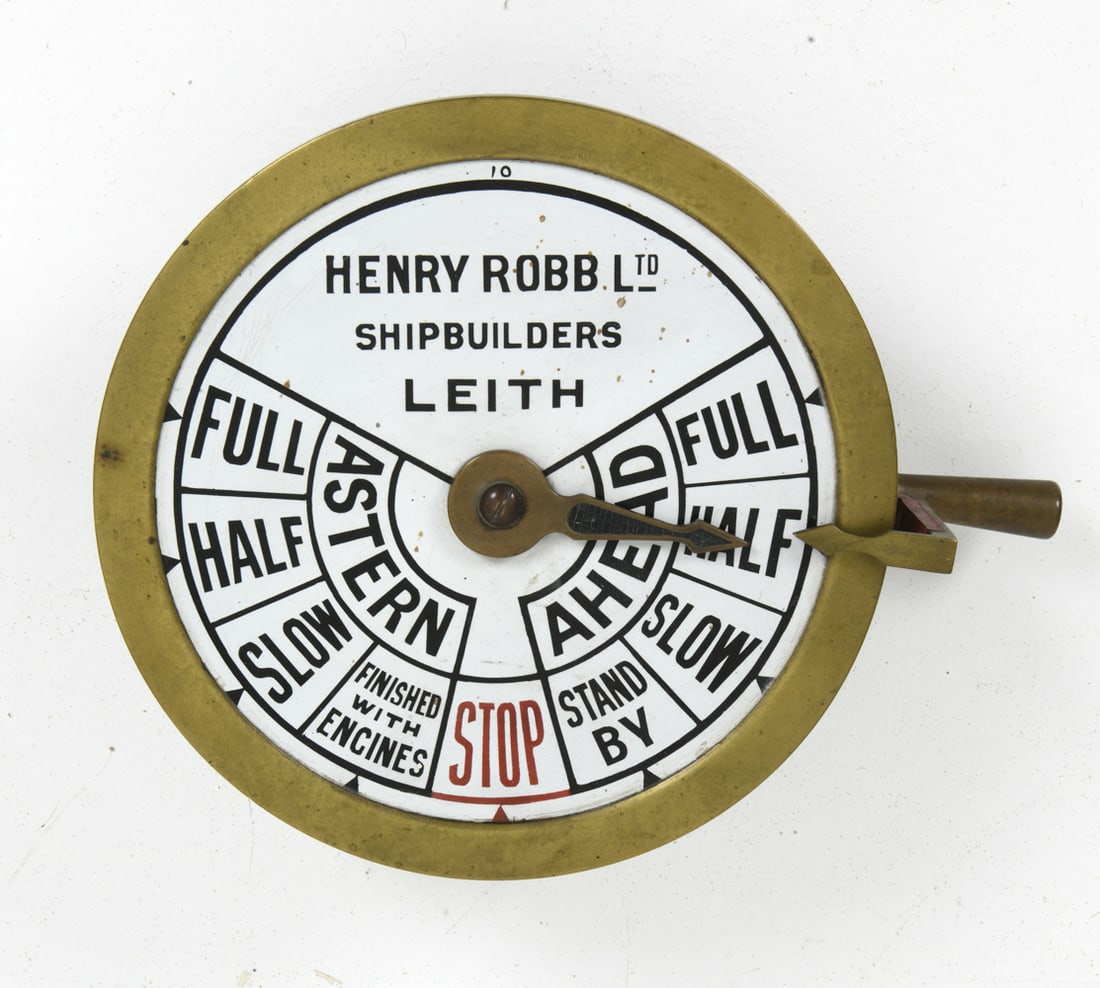 10
HENRY ROBB LTD
SHIPBUILDERS
LEITH
FULL
HALF
SLOW
ASTERN
FINISHED
WITH
ENGINES
STOP
STAND
BY
AHEAD
SLOW
HALF
FULL